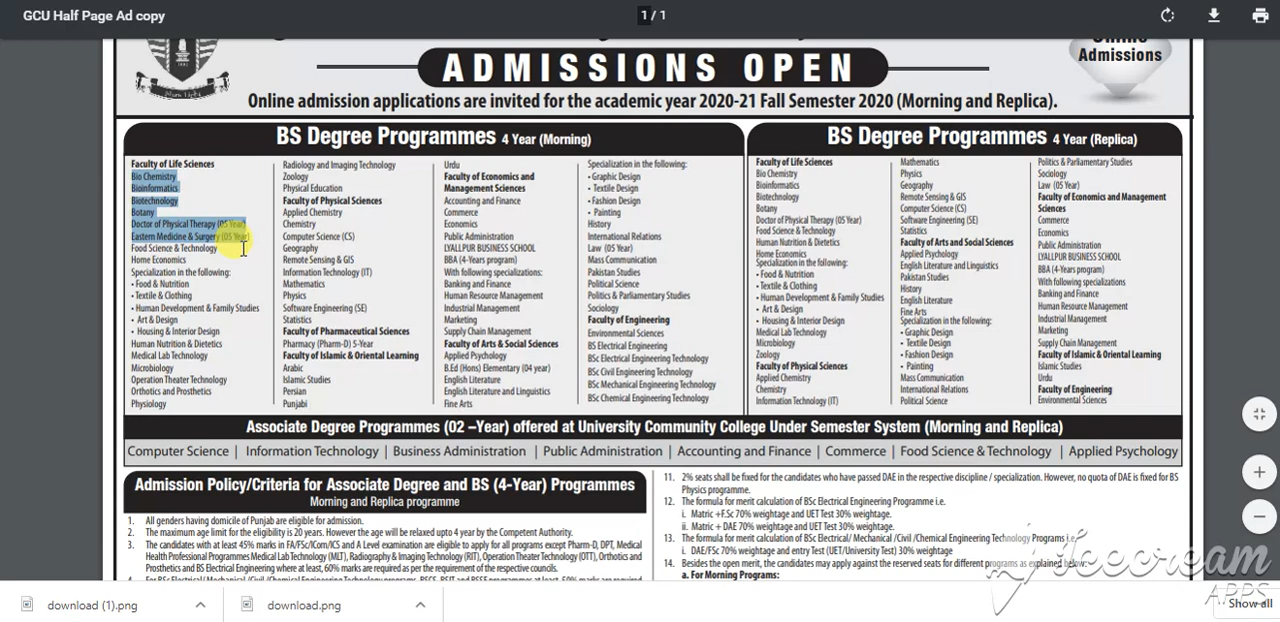 GCU Half Page Ad copy
1 / 1
Online
Admissions
ADMISSIONS OPEN
Online admission applications are invited for the academic year 2020-21 Fall Semester 2020 (Morning and Replica).
BS Degree Programmes 4 Year (Morning)
Faculty of Life Sciences
Bio Chemistry
Bioinformatics
Biotechnology
Botany
Doctor of Physical Therapy (05 Year)
Eastern Medicine & Surgery (05 Year)
Food Science & Technology
Home Economics
Specialization in the following:
• Food & Nutrition
• Textile & Clothing
• Human Development & Family Studies
• Art & Design
• Housing & Interior Design
Human Nutrition & Dietetics
Medical Lab Technology
Microbiology
Operation Theater Technology
Orthotics and Prosthetics
Physiology
Radiology and Imaging Technology
Zoology
Physical Education
Faculty of Physical Sciences
Applied Chemistry
Chemistry
Computer Science (CS)
Geography
Remote Sensing & GIS
Information Technology (IT)
Mathematics
Physics
Software Engineering (SE)
Statistics
Faculty of Pharmaceutical Sciences
Pharmacy (Pharm-D) 5-Year
Faculty of Islamic & Oriental Learning
Arabic
Islamic Studies
Persian
Punjabi
Urdu
Faculty of Economics and
Management Sciences
Accounting and Finance
Commerce
Economics
Public Administration
LYALLPUR BUSINESS SCHOOL
BBA (4-Years program)
With following specializations:
Banking and Finance
Human Resource Management
Industrial Management
Marketing
Supply Chain Management
Faculty of Arts & Social Sciences
Applied Psychology
B.Ed (Hons) Elementary (04 year)
English Literature
English Literature and Linguistics
Fine Arts
Specialization in the following:
• Graphic Design
• Textile Design
• Fashion Design
• Painting
History
International Relations
Law (05 Year)
Mass Communication
Pakistan Studies
Political Science
Politics & Parliamentary Studies
Sociology
Faculty of Engineering
Environmental Sciences
BS Electrical Engineering
BSc Electrical Engineering Technology
BSc Civil Engineering Technology
BSc Mechanical Engineering Technology
BSc Chemical Engineering Technology
BS Degree Programmes 4 Year (Replica)
Faculty of Life Sciences
Bio Chemistry
Bioinformatics
Biotechnology
Botany
Doctor of Physical Therapy (05 Year)
Food Science & Technology
Human Nutrition & Dietetics
Home Economics
Specialization in the following:
• Food & Nutrition
• Textile & Clothing
• Human Development & Family Studies
• Art & Design
• Housing & Interior Design
Medical Lab Technology
Microbiology
Zoology
Faculty of Physical Sciences
Applied Chemistry
Chemistry
Information Technology (IT)
Mathematics
Physics
Geography
Remote Sensing & GIS
Computer Science (CS)
Software Engineering (SE)
Statistics
Faculty of Arts and Social Sciences
Applied Psychology
English Literature and Linguistics
Pakistan Studies
History
English Literature
Fine Arts
Specialization in the following:
• Graphic Design
• Textile Design
• Fashion Design
• Painting
Mass Communication
International Relations
Political Science
Politics & Parliamentary Studies
Sociology
Law (05 Year)
Faculty of Economics and Management
Sciences
Commerce
Economics
Public Administration
LYALLPUR BUSINESS SCHOOL
BBA (4-Years program)
With following specializations
Banking and Finance
Human Resource Management
Industrial Management
Marketing
Supply Chain Management
Faculty of Islamic & Oriental Learning
Islamic Studies
Urdu
Faculty of Engineering
Environmental Sciences
Associate Degree Programmes (02 –Year) offered at University Community College Under Semester System (Morning and Replica)
Computer Science | Information Technology | Business Administration | Public Administration | Accounting and Finance | Commerce | Food Science & Technology | Applied Psychology
Admission Policy/Criteria for Associate Degree and BS (4-Year) Programmes
Morning and Replica programme
1. All genders having domicile of Punjab are eligible for admission.
2. The maximum age limit for the eligibility is 20 years. However the age will be relaxed upto 4 year by the Competent Authority.
3. The candidates with at least 45% marks in FA/FSc/ICom/ICS and A Level examination are eligible to apply for all programs except Pharm-D, DPT, Medical
Health Professional Programmes Medical Lab Technology (MLT), Radiography & Imaging Technology (RIT), Operation Theater Technology (OTT), Orthotics and
Prosthetics and BS Electrical Engineering where at least, 60% marks are required as per the requirement of the respective councils.
11. 2% seats shall be fixed for the candidates who have passed DAE in the respective discipline / specialization. However, no quota of DAE is fixed for BS
Physics programme.
12. The formula for merit calculation of BSc Electrical Engineering Programme i.e.
i. Matric +F.Sc 70% weightage and UET Test 30% weightage.
ii. Matric + DAE 70% weightage and UET Test 30% weightage.
13. The formula for merit calculation of BSc Electrical/ Mechanical /Civil /Chemical Engineering Technology Programs i.e.
i. DAE/FSc 70% weightage and entry Test (UET/University Test) 30% weightage
14. Besides the open merit, the candidates may apply against the reserved seats for different programs as explained below:
a. For Morning Programs:
Icecream
APPS
download (1).png
download.png
Show all